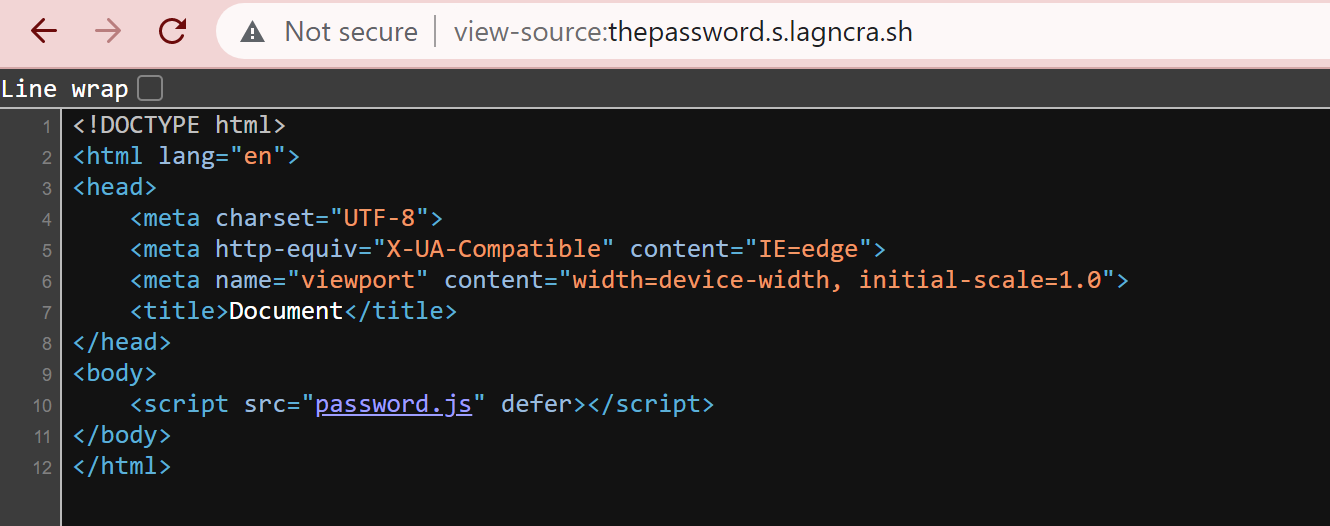 Not secure view-source:thepassword.s.lagncra.sh
Line wrap
1 <!DOCTYPE html>
2 <html lang="en">
3 <head>
4     <meta charset="UTF-8">
5     <meta http-equiv="X-UA-Compatible" content="IE=edge">
6     <meta name="viewport" content="width=device-width, initial-scale=1.0">
7     <title>Document</title>
8 </head>
9 <body>
10     <script src="password.js" defer></script>
11 </body>
12 </html>